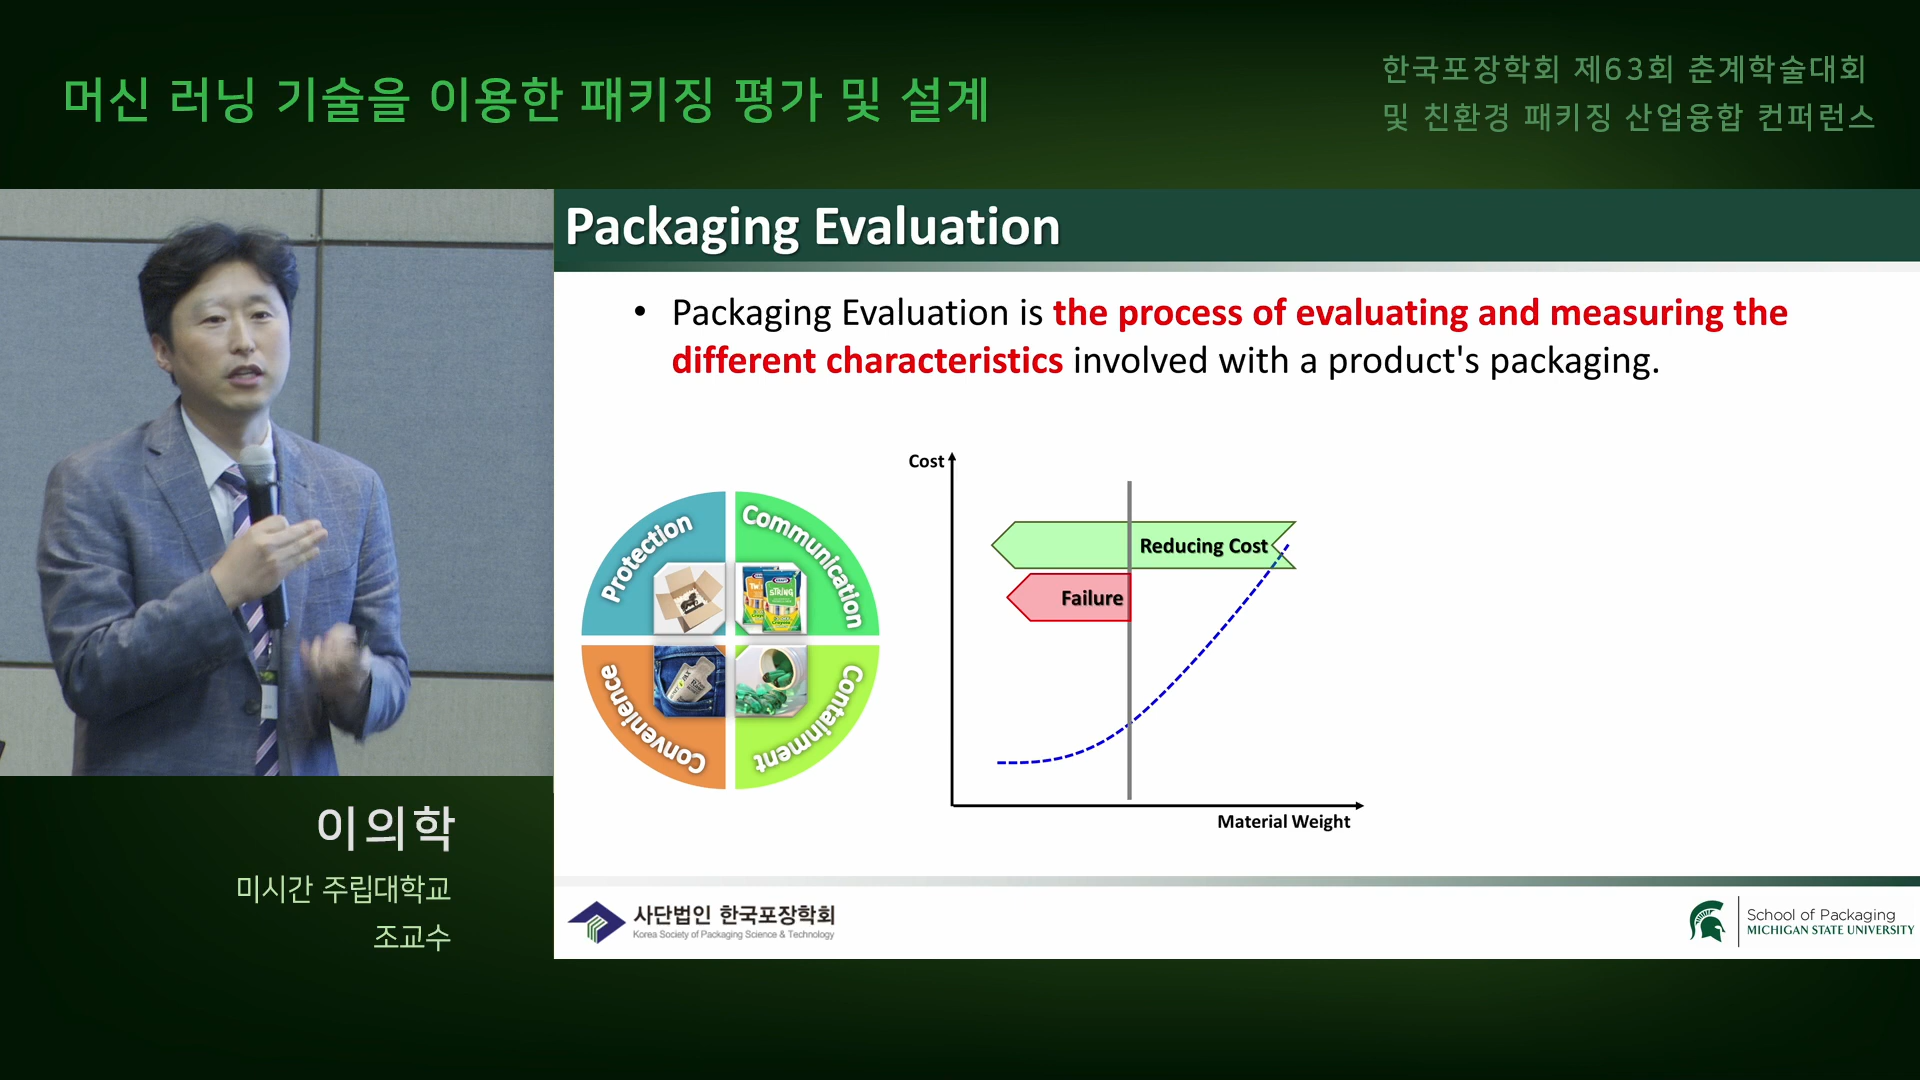 머신 러닝 기술을 이용한 패키징 평가 및 설계
한국포장학회 제63회 춘계학술대회
및 친환경 패키징 산업융합 컨퍼런스
Packaging Evaluation
• Packaging Evaluation is the process of evaluating and measuring the
different characteristics involved with a product's packaging.
Protection
Communication
STRING
Convenience
Containment
Cost
Reducing Cost
Failure
Material Weight
이의학
미시간 주립대학교
조교수
사단법인 한국포장학회
Korea Society of Packaging Science & Technology
School of Packaging
MICHIGAN STATE UNIVERSITY